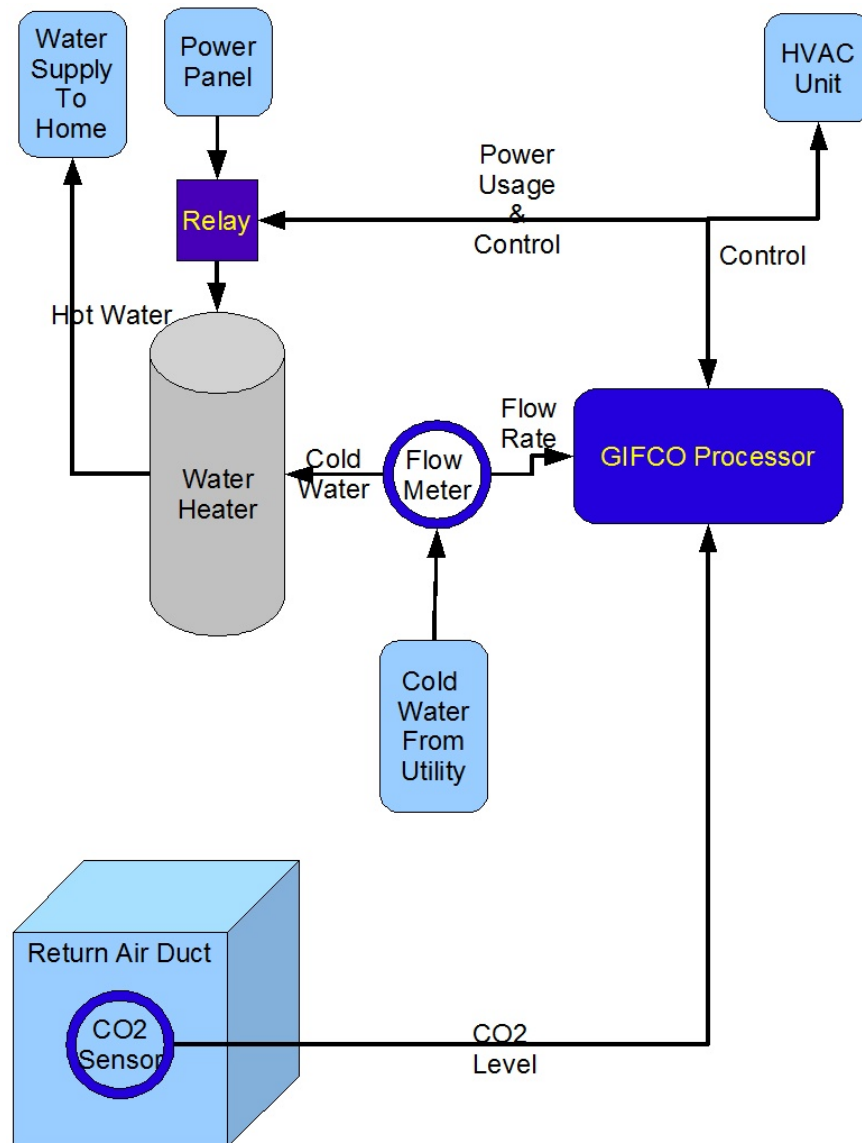 Water
Supply
To
Home
Power
Panel
HVAC
Unit
Relay
Power
Usage
&
Control
Control
Hot Water
Water
Heater
Cold
Water
Flow
Meter
Flow
Rate
GIFCO Processor
Cold
Water
From
Utility
Return Air Duct
CO2
Sensor
CO2
Level